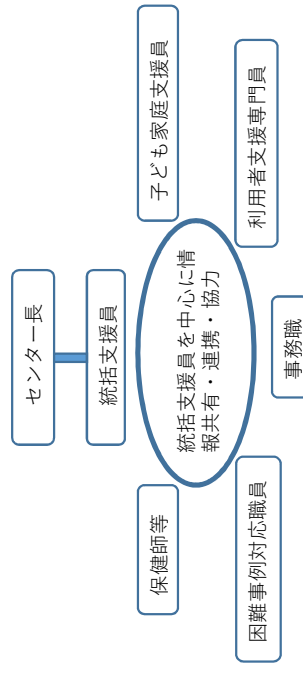 センター長
統括支援員
保健師等
子ども家庭支援員
統括支援員を中心に情
報共有・連携・協力
困難事例対応職員
利用者支援専門員
事務職